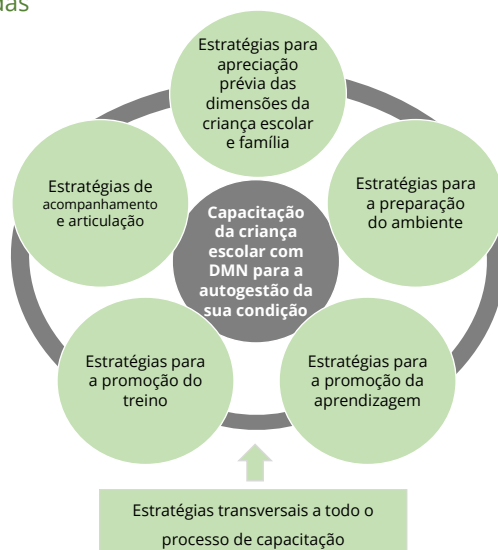 Estratégias para
apreciação
prévia das
dimensões da
criança escolar
e família
Estratégias de
acompanhamento
e articulação
Capacitação
da criança
escolar com
DMN para a
autogestão da
sua condição
Estratégias para
a preparação
do ambiente
Estratégias para
a promoção do
treino
Estratégias para
a promoção da
aprendizagem
Estratégias transversais a todo o
processo de capacitação